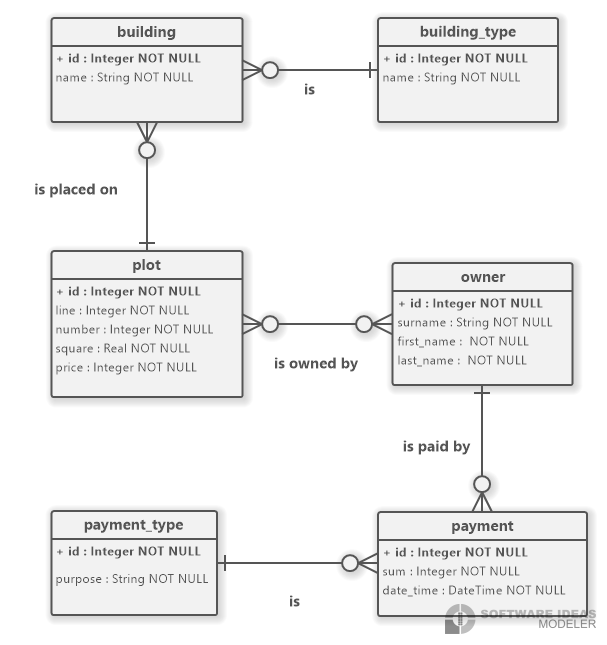 building
+ id : Integer NOT NULL
name : String NOT NULL
building_type
+ id : Integer NOT NULL
name : String NOT NULL
is
is placed on
plot
+ id : Integer NOT NULL
line : Integer NOT NULL
number : Integer NOT NULL
square : Real NOT NULL
price : Integer NOT NULL
owner
+ id : Integer NOT NULL
surname : String NOT NULL
first_name :  NOT NULL
last_name :  NOT NULL
is owned by
is paid by
payment_type
+ id : Integer NOT NULL
purpose : String NOT NULL
payment
+ id : Integer NOT NULL
sum : Integer NOT NULL
date_time : DateTime NOT NULL
is
SOFTWARE IDEAS
MODELER